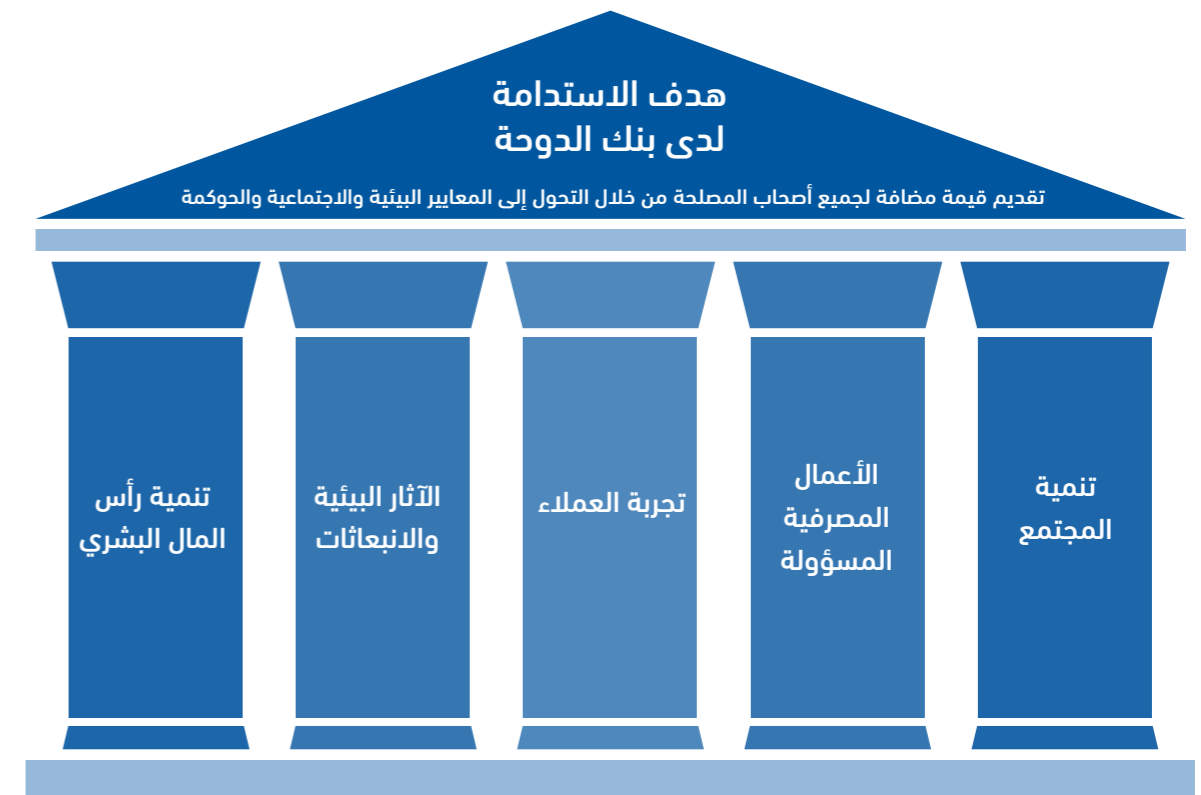 هدف الاستدامة
لدى بنك الدوحة
تقديم قيمة مضافة لجميع أصحاب المصلحة من خلال التحول إلى المعايير البيئية والاجتماعية والحوكمة
تنمية
المجتمع
الأعمال
المصرفية
المسؤولة
تجربة العملاء
الآثار البيئية
والانبعاثات
تنمية رأس
المال البشري